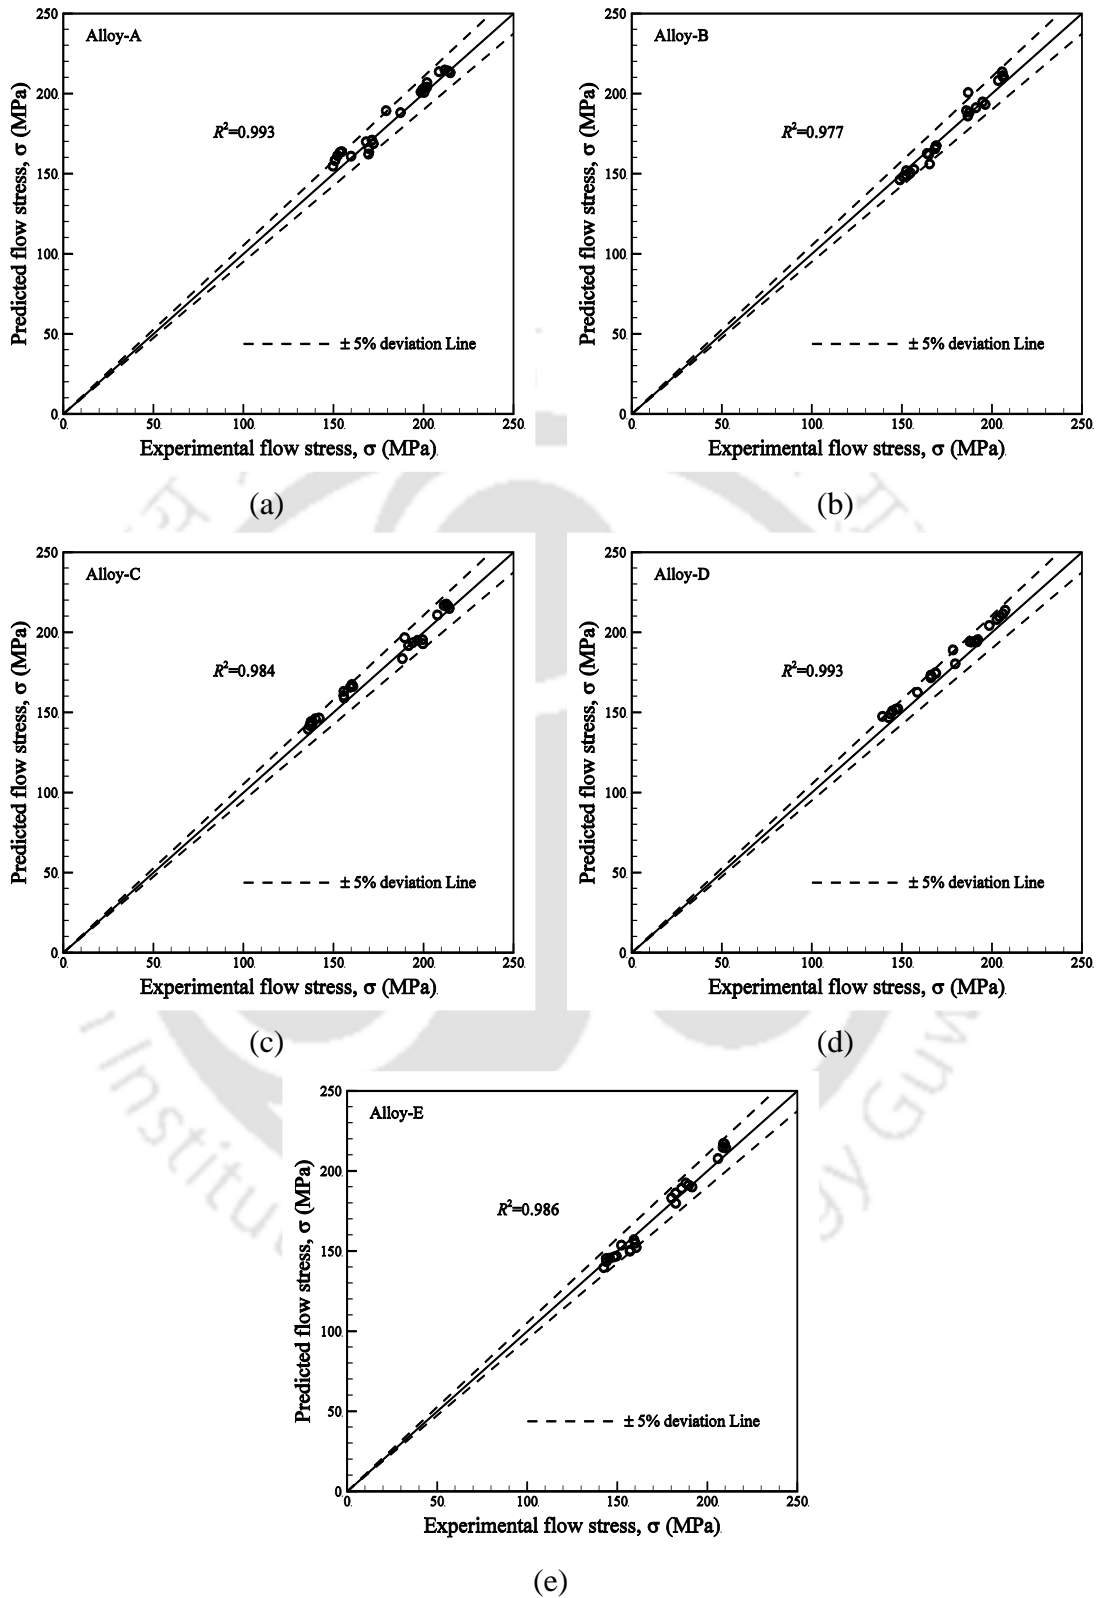 Alloy-A
R²=0.993
± 5% deviation Line
Predicted flow stress, σ (MPa)
250
200
150
100
50
0
0 50 100 150 200 250
Experimental flow stress, σ (MPa)
(a)
Alloy-B
R²=0.977
± 5% deviation Line
Predicted flow stress, σ (MPa)
250
200
150
100
50
0
0 50 100 150 200 250
Experimental flow stress, σ (MPa)
(b)
Alloy-C
R²=0.984
± 5% deviation Line
Predicted flow stress, σ (MPa)
250
200
150
100
50
0
0 50 100 150 200 250
Experimental flow stress, σ (MPa)
(c)
Alloy-D
R²=0.993
± 5% deviation Line
Predicted flow stress, σ (MPa)
250
200
150
100
50
0
0 50 100 150 200 250
Experimental flow stress, σ (MPa)
(d)
Alloy-E
R²=0.986
± 5% deviation Line
Predicted flow stress, σ (MPa)
250
200
150
100
50
0
0 50 100 150 200 250
Experimental flow stress, σ (MPa)
(e)